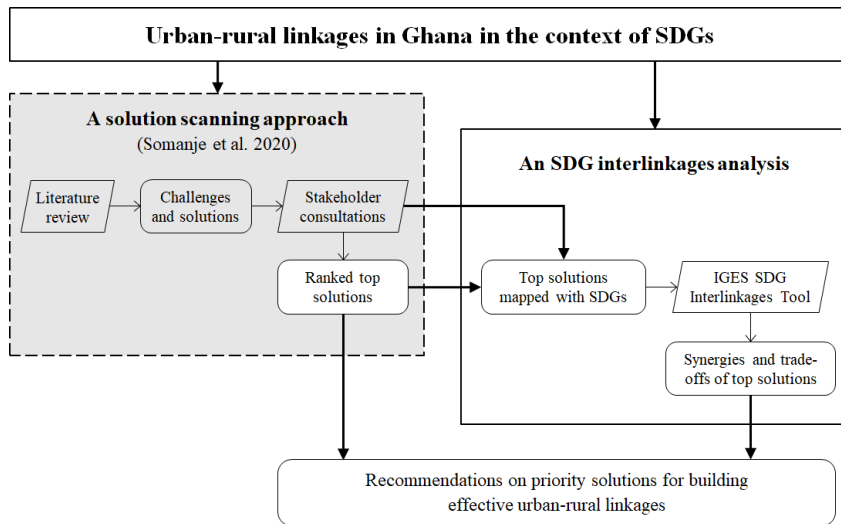 Urban-rural linkages in Ghana in the context of SDGs
A solution scanning approach
(Somanje et al. 2020)
An SDG interlinkages analysis
Literature
review
Challenges
and solutions
Stakeholder
consultations
Ranked top
solutions
Top solutions
mapped with SDGs
IGES SDG
Interlinkages Tool
Synergies and trade-
offs of top solutions
Recommendations on priority solutions for building
effective urban-rural linkages